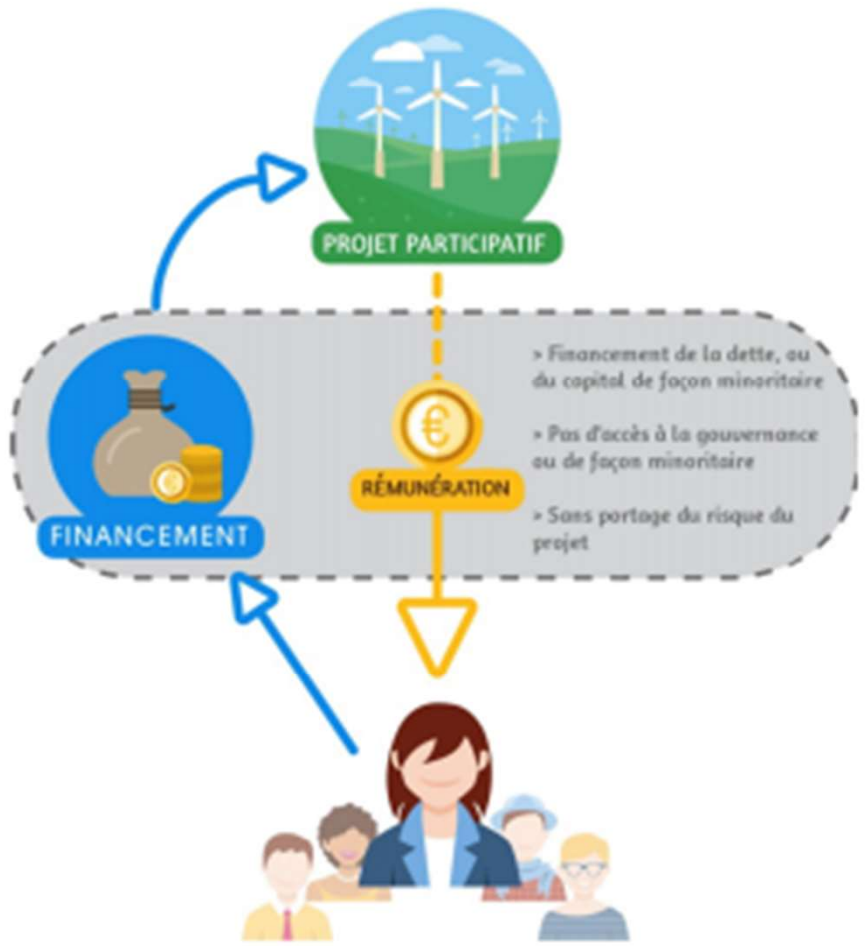 PROJET PARTICIPATIF
> Financement de la dette, ou
du capital de façon minoritaire
> Pas d'accès à la gouvernance
ou de façon minoritaire
> Sans partage du risque du
projet
RÉMUNÉRATION
FINANCEMENT